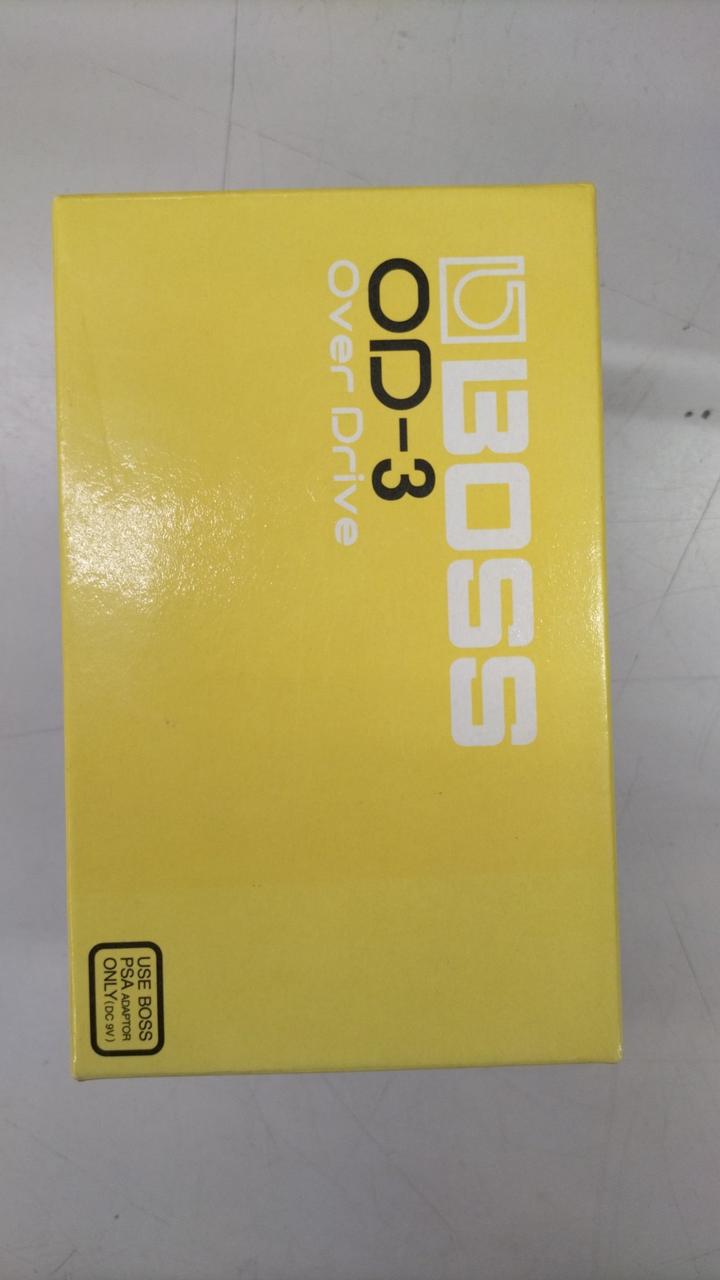 BOSS
OD-3
Over Drive
USE BOSS
PSA ADAPTOR
ONLY (DC 9V)